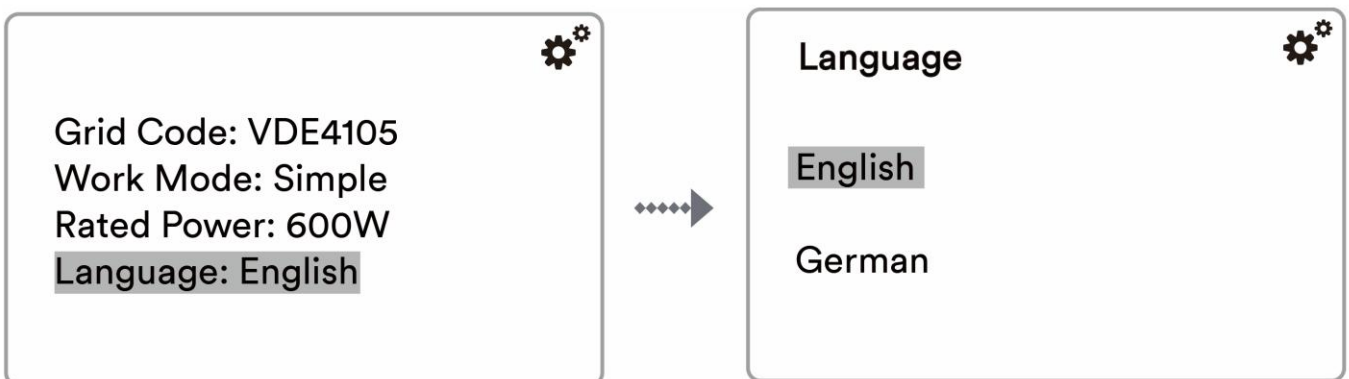 Grid Code: VDE4105
Work Mode: Simple
Rated Power: 600W
Language: English
Language
English
German